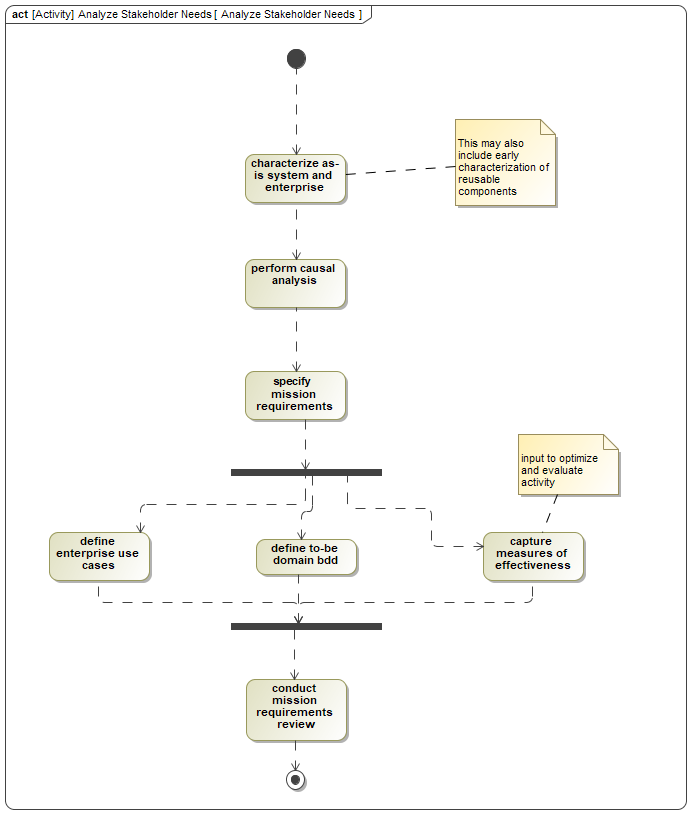 act [Activity] Analyze Stakeholder Needs [ Analyze Stakeholder Needs ]
characterize as-
is system and
enterprise
This may also
include early
characterization of
reusable
components
perform causal
analysis
specify
mission
requirements
input to optimize
and evaluate
activity
define
enterprise use
cases
define to-be
domain bdd
capture
measures of
effectiveness
conduct
mission
requirements
review